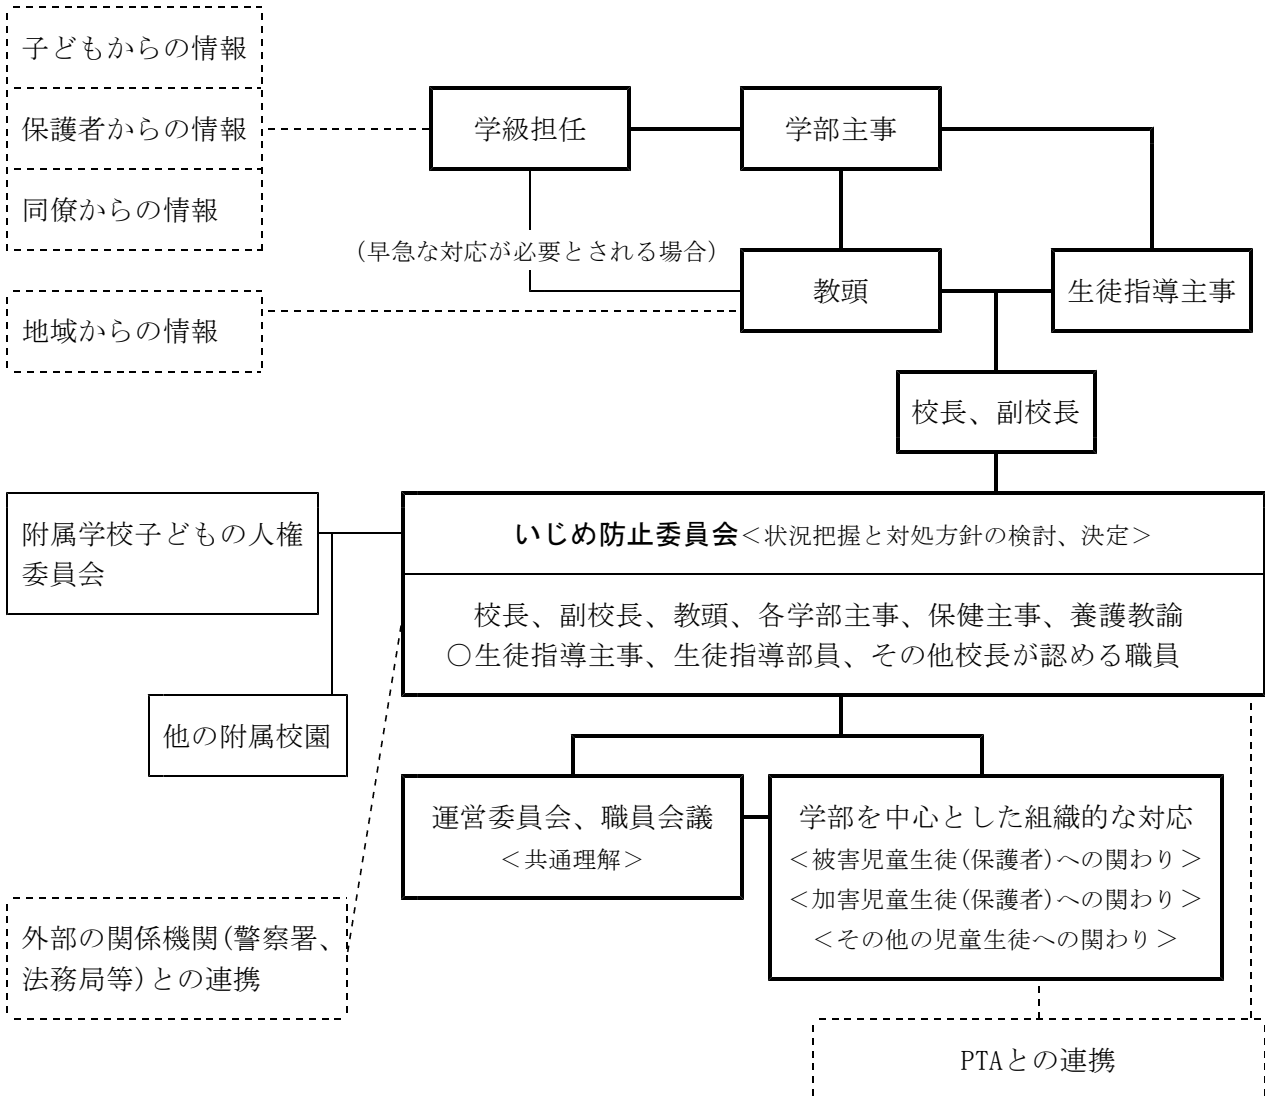 子どもからの情報
保護者からの情報
学級担任
学部主事
同僚からの情報
(早急な対応が必要とされる場合)
教頭
生徒指導主事
地域からの情報
校長、副校長
附属学校子どもの人権
委員会
いじめ防止委員会<状況把握と対処方針の検討、決定>
校長、副校長、教頭、各学部主事、保健主事、養護教諭
○生徒指導主事、生徒指導部員、その他校長が認める職員
他の附属校園
運営委員会、職員会議
<共通理解>
学部を中心とした組織的な対応
<被害児童生徒(保護者)への関わり>
<加害児童生徒(保護者)への関わり>
<その他の児童生徒への関わり>
外部の関係機関(警察署、
法務局等)との連携
PTAとの連携